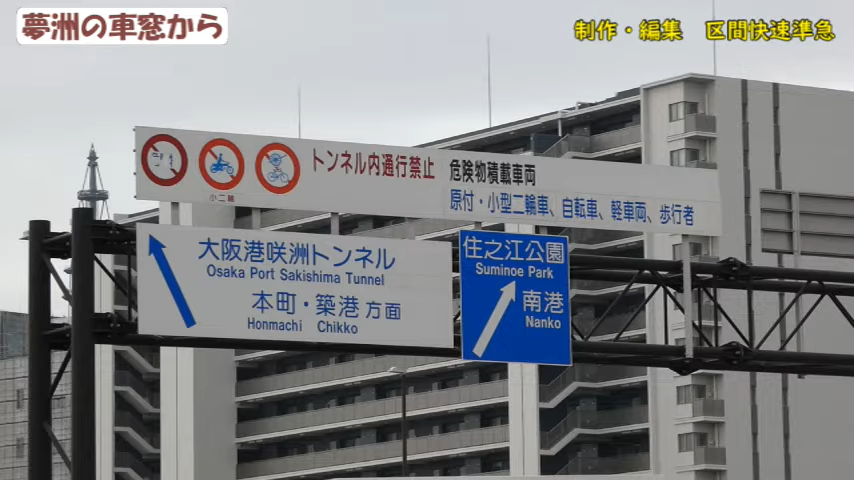 夢洲の車窓から
制作・編集 区間快速準急
トンネル内通行禁止
危険物積載車両
原付・小型二輪車、自転車、軽車両、歩行者
小二輪
大阪港咲洲トンネル
Osaka Port Sakishima Tunnel
本町・築港方面
Honmachi Chikko
住之江公園
Suminoe Park
南港
Nanko